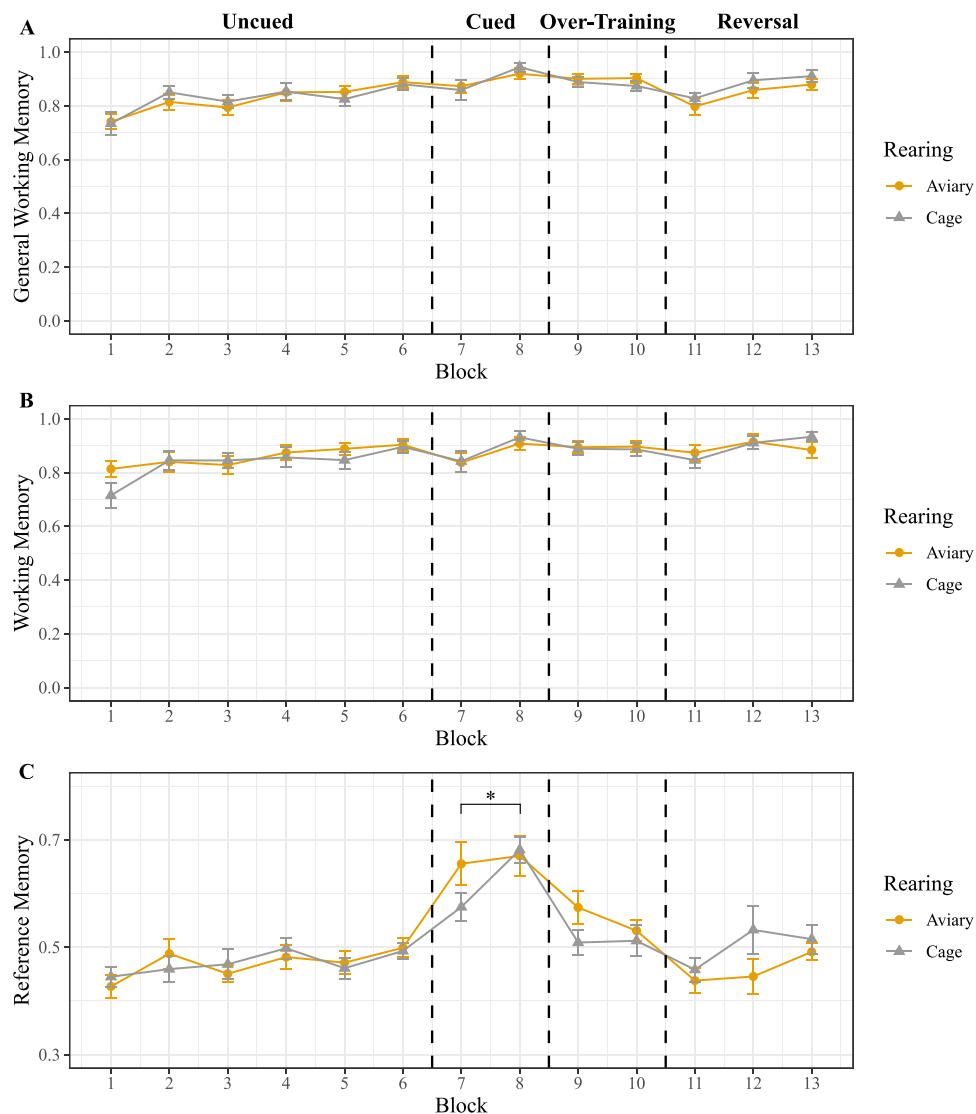 A
Uncued Cued Over-Training Reversal
General Working Memory
1.0
0.8
0.6
0.4
0.2
0.0
1 2 3 4 5 6 7 8 9 10 11 12 13
Block
Rearing
Aviary
Cage
B
Working Memory
1.0
0.8
0.6
0.4
0.2
0.0
1 2 3 4 5 6 7 8 9 10 11 12 13
Block
Rearing
Aviary
Cage
C
Reference Memory
*
0.7
0.5
0.3
1 2 3 4 5 6 7 8 9 10 11 12 13
Block
Rearing
Aviary
Cage